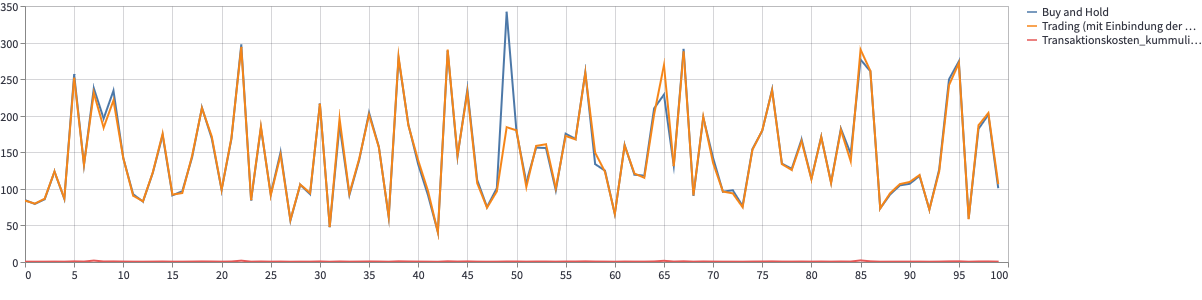 350
300
250
200
150
100
50
0
0 5 10 15 20 25 30 35 40 45 50 55 60 65 70 75 80 85 90 95 100
Buy and Hold
Trading (mit Einbindung der …
Transaktionskosten_kummuli…